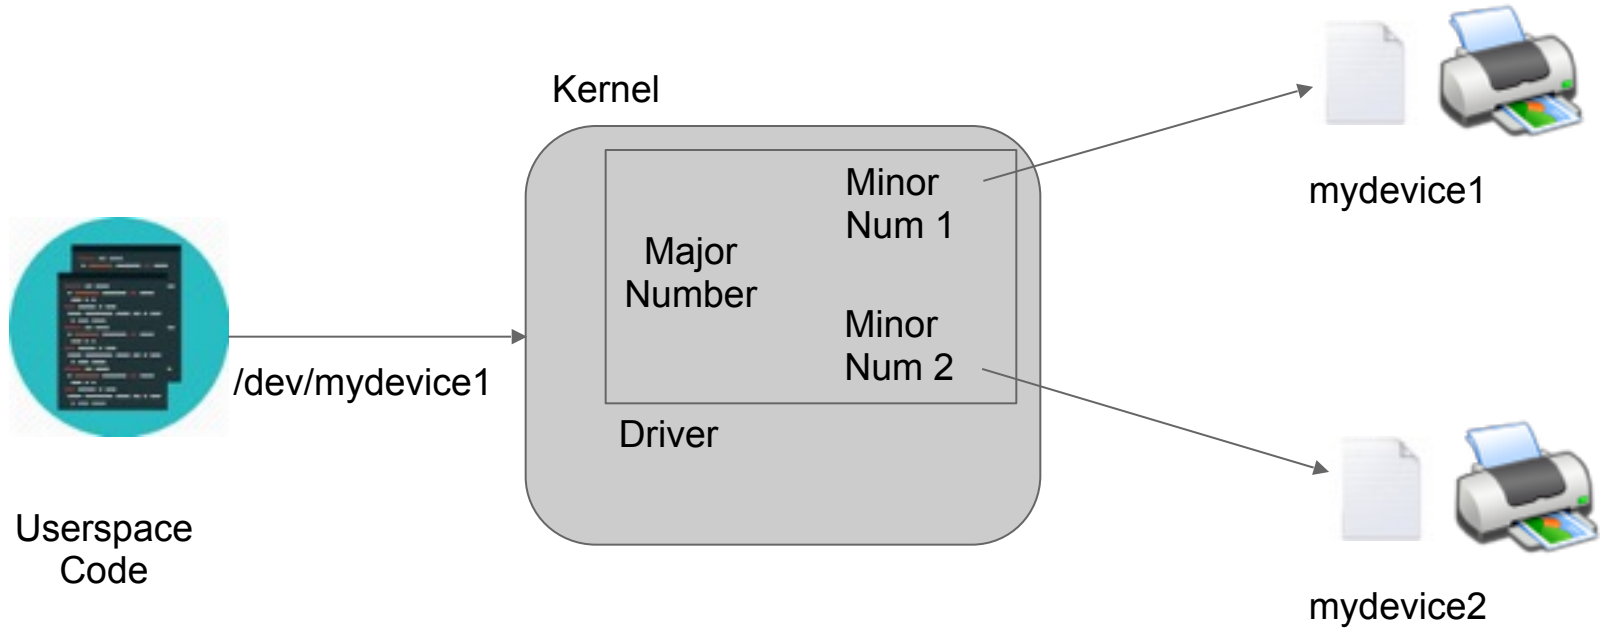 Kernel
Minor
Num 1
Major
Number
Minor
Num 2
Driver
/dev/mydevice1
Userspace
Code
mydevice1
mydevice2